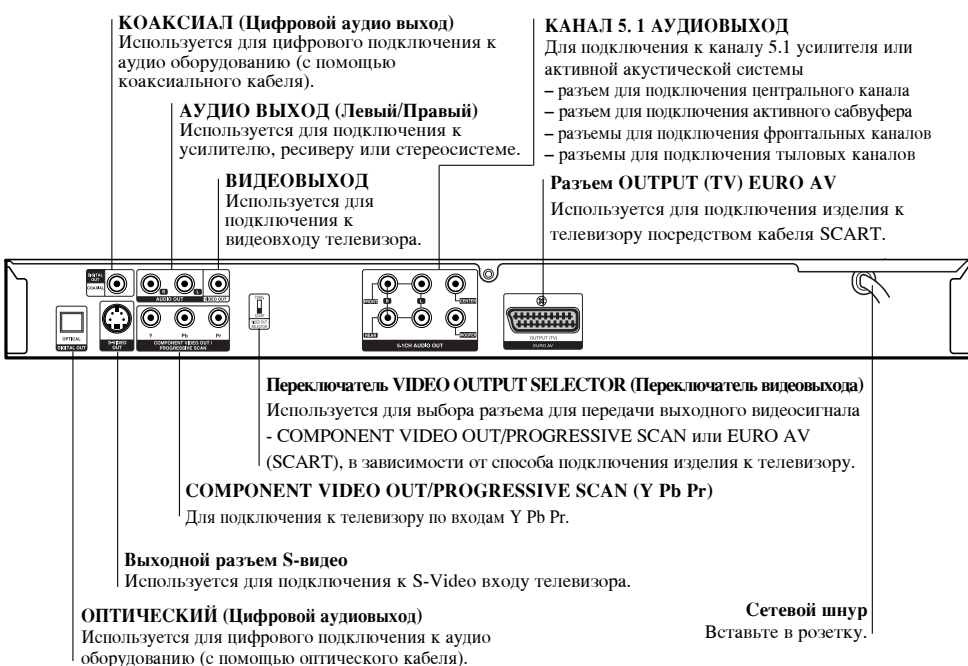 КОАКСИАЛ (Цифровой аудио выход)
Используется для цифрового подключения к
аудио оборудованию (с помощью
коаксиального кабеля).
АУДИО ВЫХОД (Левый/Правый)
Используется для подключения к
усилителю, ресиверу или стереосистеме.
ВИДЕОВЫХОД
Используется для
подключения к
видеовходу телевизора.
КАНАЛ 5. 1 АУДИОВЫХОД
Для подключения к каналу 5.1 усилителя или
активной акустической системы
– разъем для подключения центрального канала
– разъем для подключения активного сабвуфера
– разъемы для подключения фронтальных каналов
– разъемы для подключения тыловых каналов
Разъем OUTPUT (TV) EURO AV
Используется для подключения изделия к
телевизору посредством кабеля SCART.
DIGITAL
OUT
COAXIAL
R
L
AUDIO OUT
VIDEO OUT
OPTICAL
DIGITAL OUT
S-VIDEO
OUT
Y
Pb
Pr
COMPONENT VIDEO OUT/
PROGRESSIVE SCAN
VIDEO OUT
SELECTOR
FRONT
R
L
CENTER
REAR
WOOFER
5.1CH AUDIO OUT
OUTPUT (TV)
EURO AV
Переключатель VIDEO OUTPUT SELECTOR (Переключатель видеовыхода)
Используется для выбора разъема для передачи выходного видеосигнала
- COMPONENT VIDEO OUT/PROGRESSIVE SCAN или EURO AV
(SCART), в зависимости от способа подключения изделия к телевизору.
COMPONENT VIDEO OUT/PROGRESSIVE SCAN (Y Pb Pr)
Для подключения к телевизору по входам Y Pb Pr.
Выходной разъем S-видео
Используется для подключения к S-Video входу телевизора.
ОПТИЧЕСКИЙ (Цифровой аудиовыход)
Используется для цифрового подключения к аудио
оборудованию (с помощью оптического кабеля).
Сетевой шнур
Вставьте в розетку.